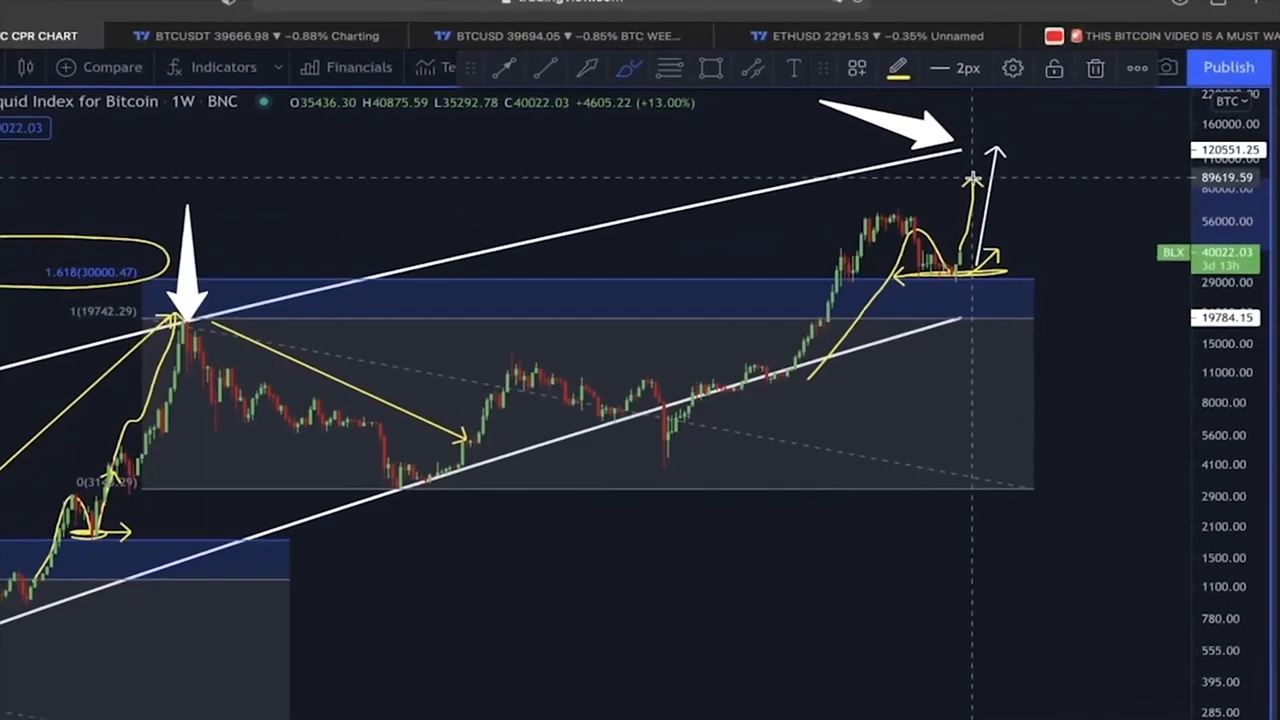 C CPR CHART
BTCUSDT 39666.98 ▼ −0.88% Charting
BTCUSD 39694.05 ▼ −0.85% BTC WEE...
ETHUSD 2291.53 ▼ −0.35% Unnamed
THIS BITCOIN VIDEO IS A MUST WA
Compare
Indicators
Financials
Te
T
2px
Publish
quid Index for Bitcoin · 1W · BNC
O35436.30 H40875.59 L35292.78 C40022.03 +4605.22 (+13.00%)
022.03
BTC
160000.00
120551.25
89619.59
80000.00
56000.00
BLX
40022.03
3d 13h
29000.00
19784.15
15000.00
11000.00
8000.00
5600.00
4100.00
2900.00
2100.00
1500.00
1100.00
780.00
555.00
395.00
285.00
1.618(30000.47)
1(19742.29)